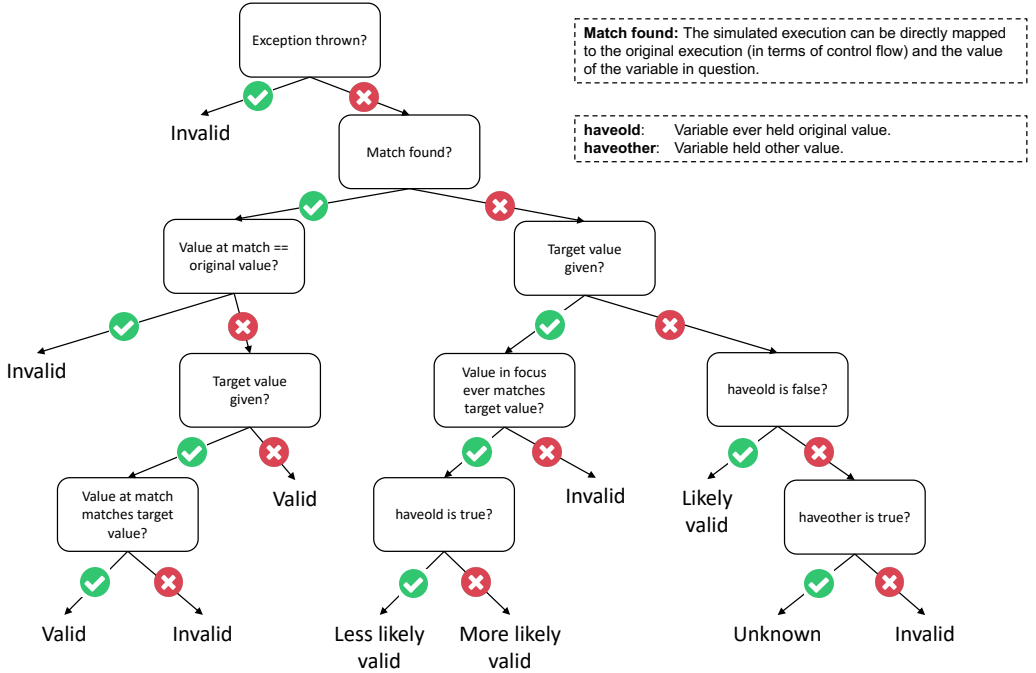 Exception thrown?
Match found: The simulated execution can be directly mapped
to the original execution (in terms of control flow) and the value
of the variable in question.
haveold: Variable ever held original value.
haveother: Variable held other value.
Invalid
Match found?
Value at match ==
original value?
Target value
given?
Invalid
Target value
given?
Value in focus
ever matches
target value?
haveold is false?
Value at match
matches target
value?
Valid
haveold is true?
Invalid
Likely
valid
haveother is true?
Valid
Invalid
Less likely
valid
More likely
valid
Unknown
Invalid